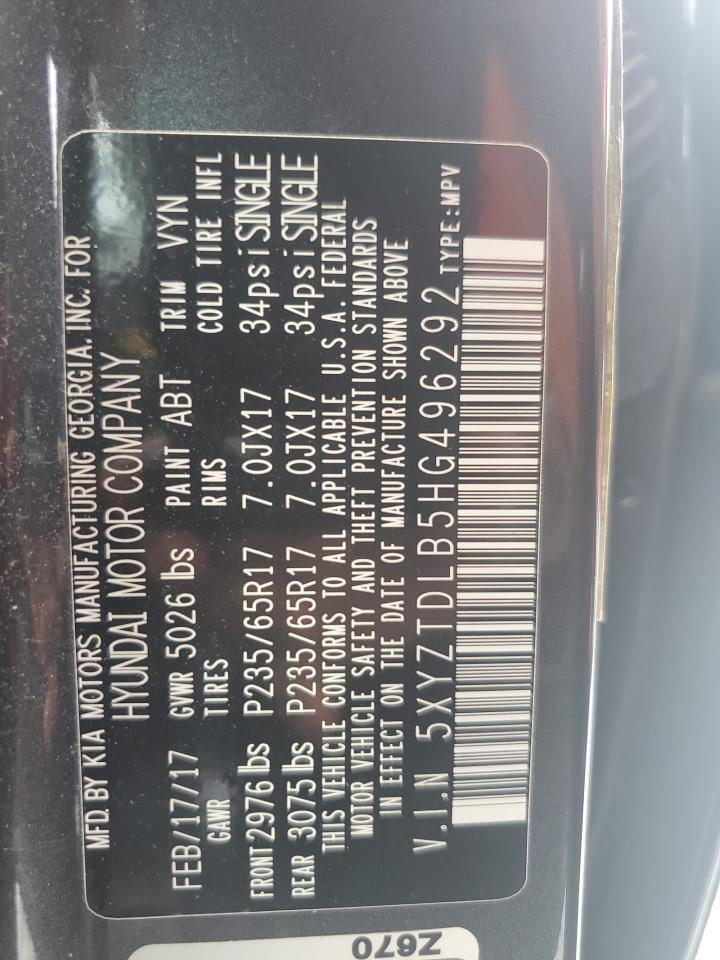 MFD. BY KIA MOTORS MANUFACTURING GEORGIA, INC. FOR
HYUNDAI MOTOR COMPANY
FEB/17/17 GVWR 5026 lbs PAINT ABT TRIM VYN
GAWR TIRES RIMS COLD TIRE INFL
FRONT 2976 lbs P235/65R17 7.0JX17 34psi SINGLE
REAR 3075 lbs P235/65R17 7.0JX17 34psi SINGLE
THIS VEHICLE CONFORMS TO ALL APPLICABLE U.S.A. FEDERAL
MOTOR VEHICLE SAFETY AND THEFT PREVENTION STANDARDS
IN EFFECT ON THE DATE OF MANUFACTURE SHOWN ABOVE
V.I.N 5XYZTDLB5HG496292 TYPE:MPV
Z670